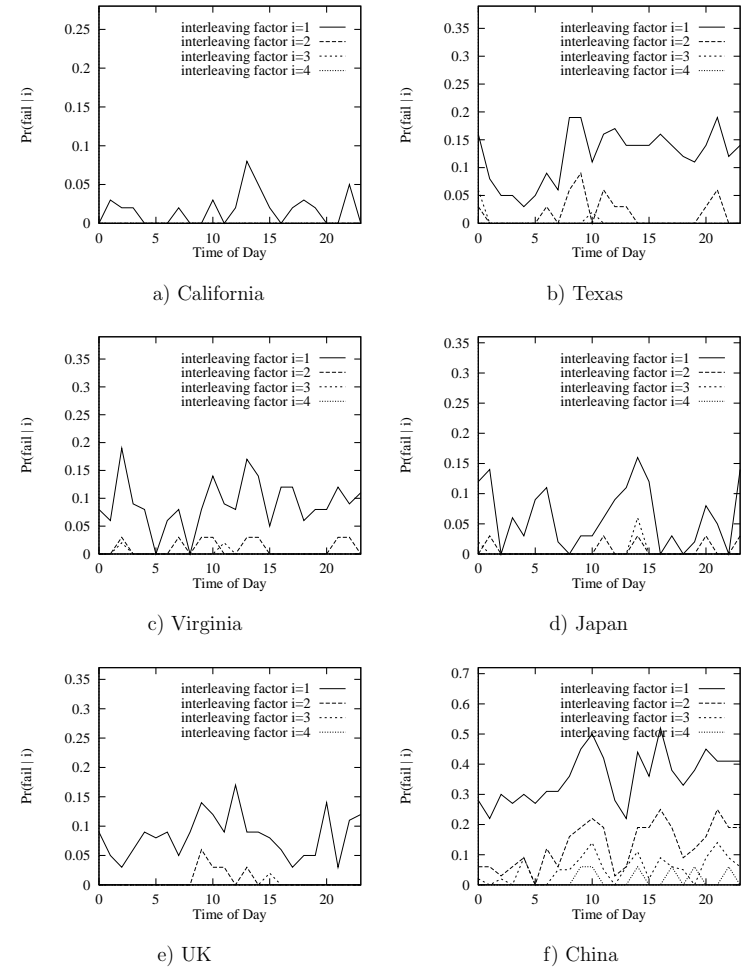 0.25
0.2
0.15
0.1
0.05
0
Pr(fail | i)
interleaving factor i=1
interleaving factor i=2
interleaving factor i=3
interleaving factor i=4
0 5 10 15 20
Time of Day
a) California
0.35
0.3
0.25
0.2
0.15
0.1
0.05
0
Pr(fail | i)
interleaving factor i=1
interleaving factor i=2
interleaving factor i=3
interleaving factor i=4
0 5 10 15 20
Time of Day
b) Texas
0.35
0.3
0.25
0.2
0.15
0.1
0.05
0
Pr(fail | i)
interleaving factor i=1
interleaving factor i=2
interleaving factor i=3
interleaving factor i=4
0 5 10 15 20
Time of Day
c) Virginia
0.35
0.3
0.25
0.2
0.15
0.1
0.05
0
Pr(fail | i)
interleaving factor i=1
interleaving factor i=2
interleaving factor i=3
interleaving factor i=4
0 5 10 15 20
Time of Day
d) Japan
0.35
0.3
0.25
0.2
0.15
0.1
0.05
0
Pr(fail | i)
interleaving factor i=1
interleaving factor i=2
interleaving factor i=3
interleaving factor i=4
0 5 10 15 20
Time of Day
e) UK
0.7
0.6
0.5
0.4
0.3
0.2
0.1
0
Pr(fail | i)
interleaving factor i=1
interleaving factor i=2
interleaving factor i=3
interleaving factor i=4
0 5 10 15 20
Time of Day
f) China